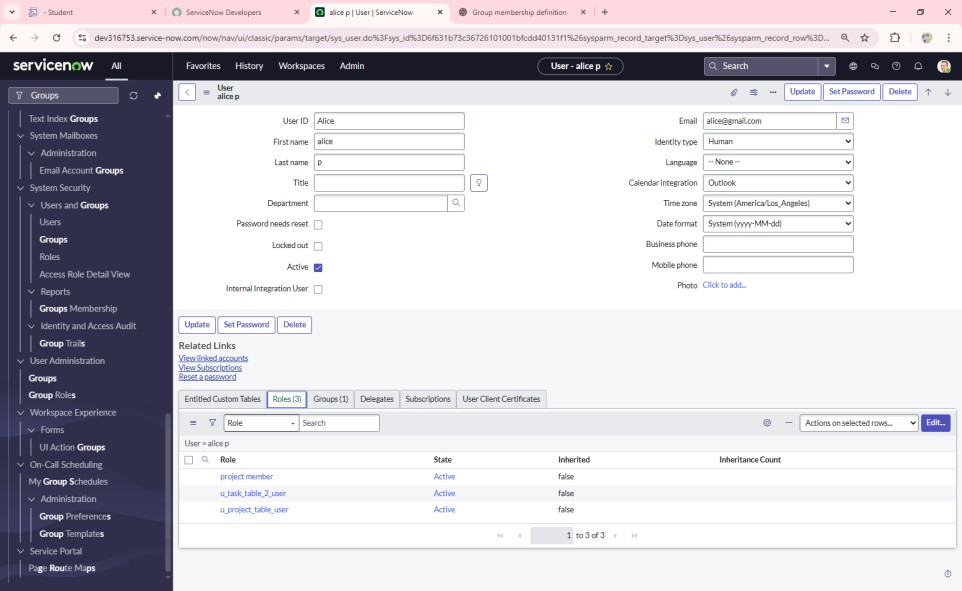 - Student
ServiceNow Developers
alice p | User | ServiceNow
Group membership definition
dev316753.service-now.com/now/nav/ui/classic/params/target/sys_user.do%3Fsys_id%3D6f631b73c36726101001bfcdd40131f1%26sysparm_record_target%3Dsys_user%26sysparm_record_row%3D...
servicenow All Favorites History Workspaces Admin User - alice p Search
Groups
Text Index Groups
System Mailboxes
Administration
Email Account Groups
System Security
Users and Groups
Users
Groups
Roles
Access Role Detail View
Reports
Groups Membership
Identity and Access Audit
Group Trails
User Administration
Groups
Group Roles
Workspace Experience
Forms
UI Action Groups
On-Call Scheduling
My Group Schedules
Administration
Group Preferences
Group Templates
Service Portal
Page Route Maps
User
alice p
Update Set Password Delete
User ID Alice
First name alice
Last name p
Title
Department
Password needs reset
Locked out
Active
Internal Integration User
Email alice@gmail.com
Identity type Human
Language -- None --
Calendar integration Outlook
Time zone System (America/Los_Angeles)
Date format System (yyyy-MM-dd)
Business phone
Mobile phone
Photo Click to add...
Update Set Password Delete
Related Links
View linked accounts
View Subscriptions
Reset a password
Entitled Custom Tables Roles (3) Groups (1) Delegates Subscriptions User Client Certificates
Role Search Actions on selected rows... Edit...
User = alice p
Role State Inherited Inheritance Count
project member Active false
u_task_table_2_user Active false
u_project_table_user Active false
1 to 3 of 3